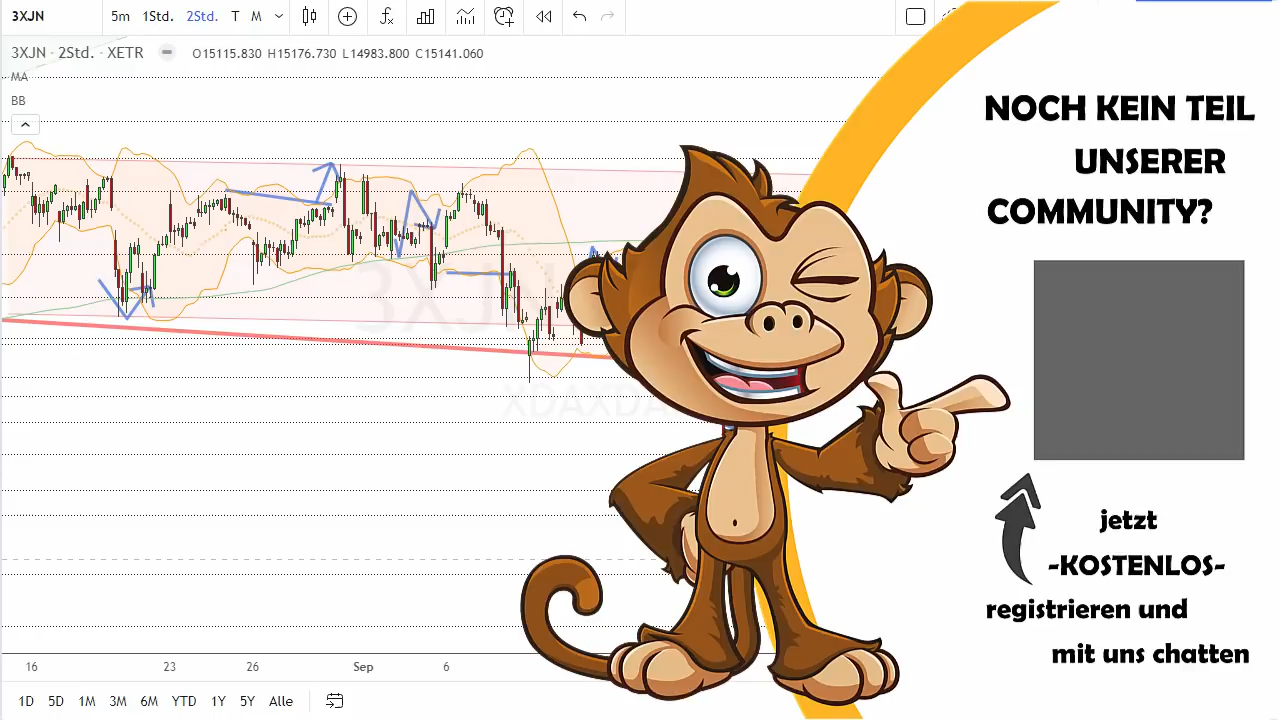 3XJN
5m 1Std. 2Std. T M
3XJN · 2Std. · XETR O15115.830 H15176.730 L14983.800 C15141.060
MA
BB
NOCH KEIN TEIL
UNSERER
COMMUNITY?
3XJN
jetzt
-KOSTENLOS-
registrieren und
mit uns chatten
16 23 26 Sep 6
1D 5D 1M 3M 6M YTD 1Y 5Y Alle